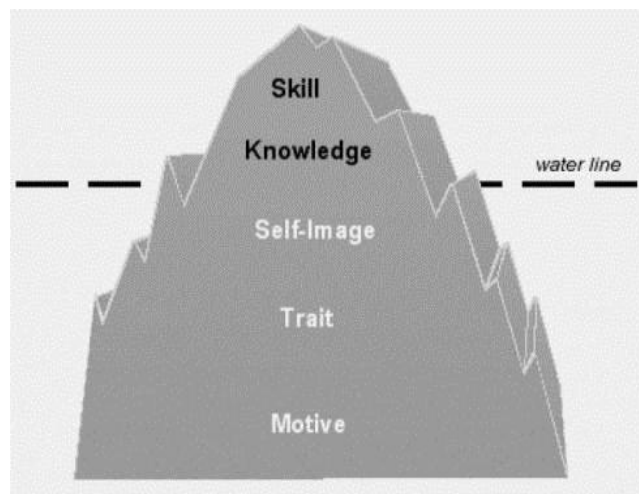 Skill
Knowledge
water line
Self-Image
Trait
Motive